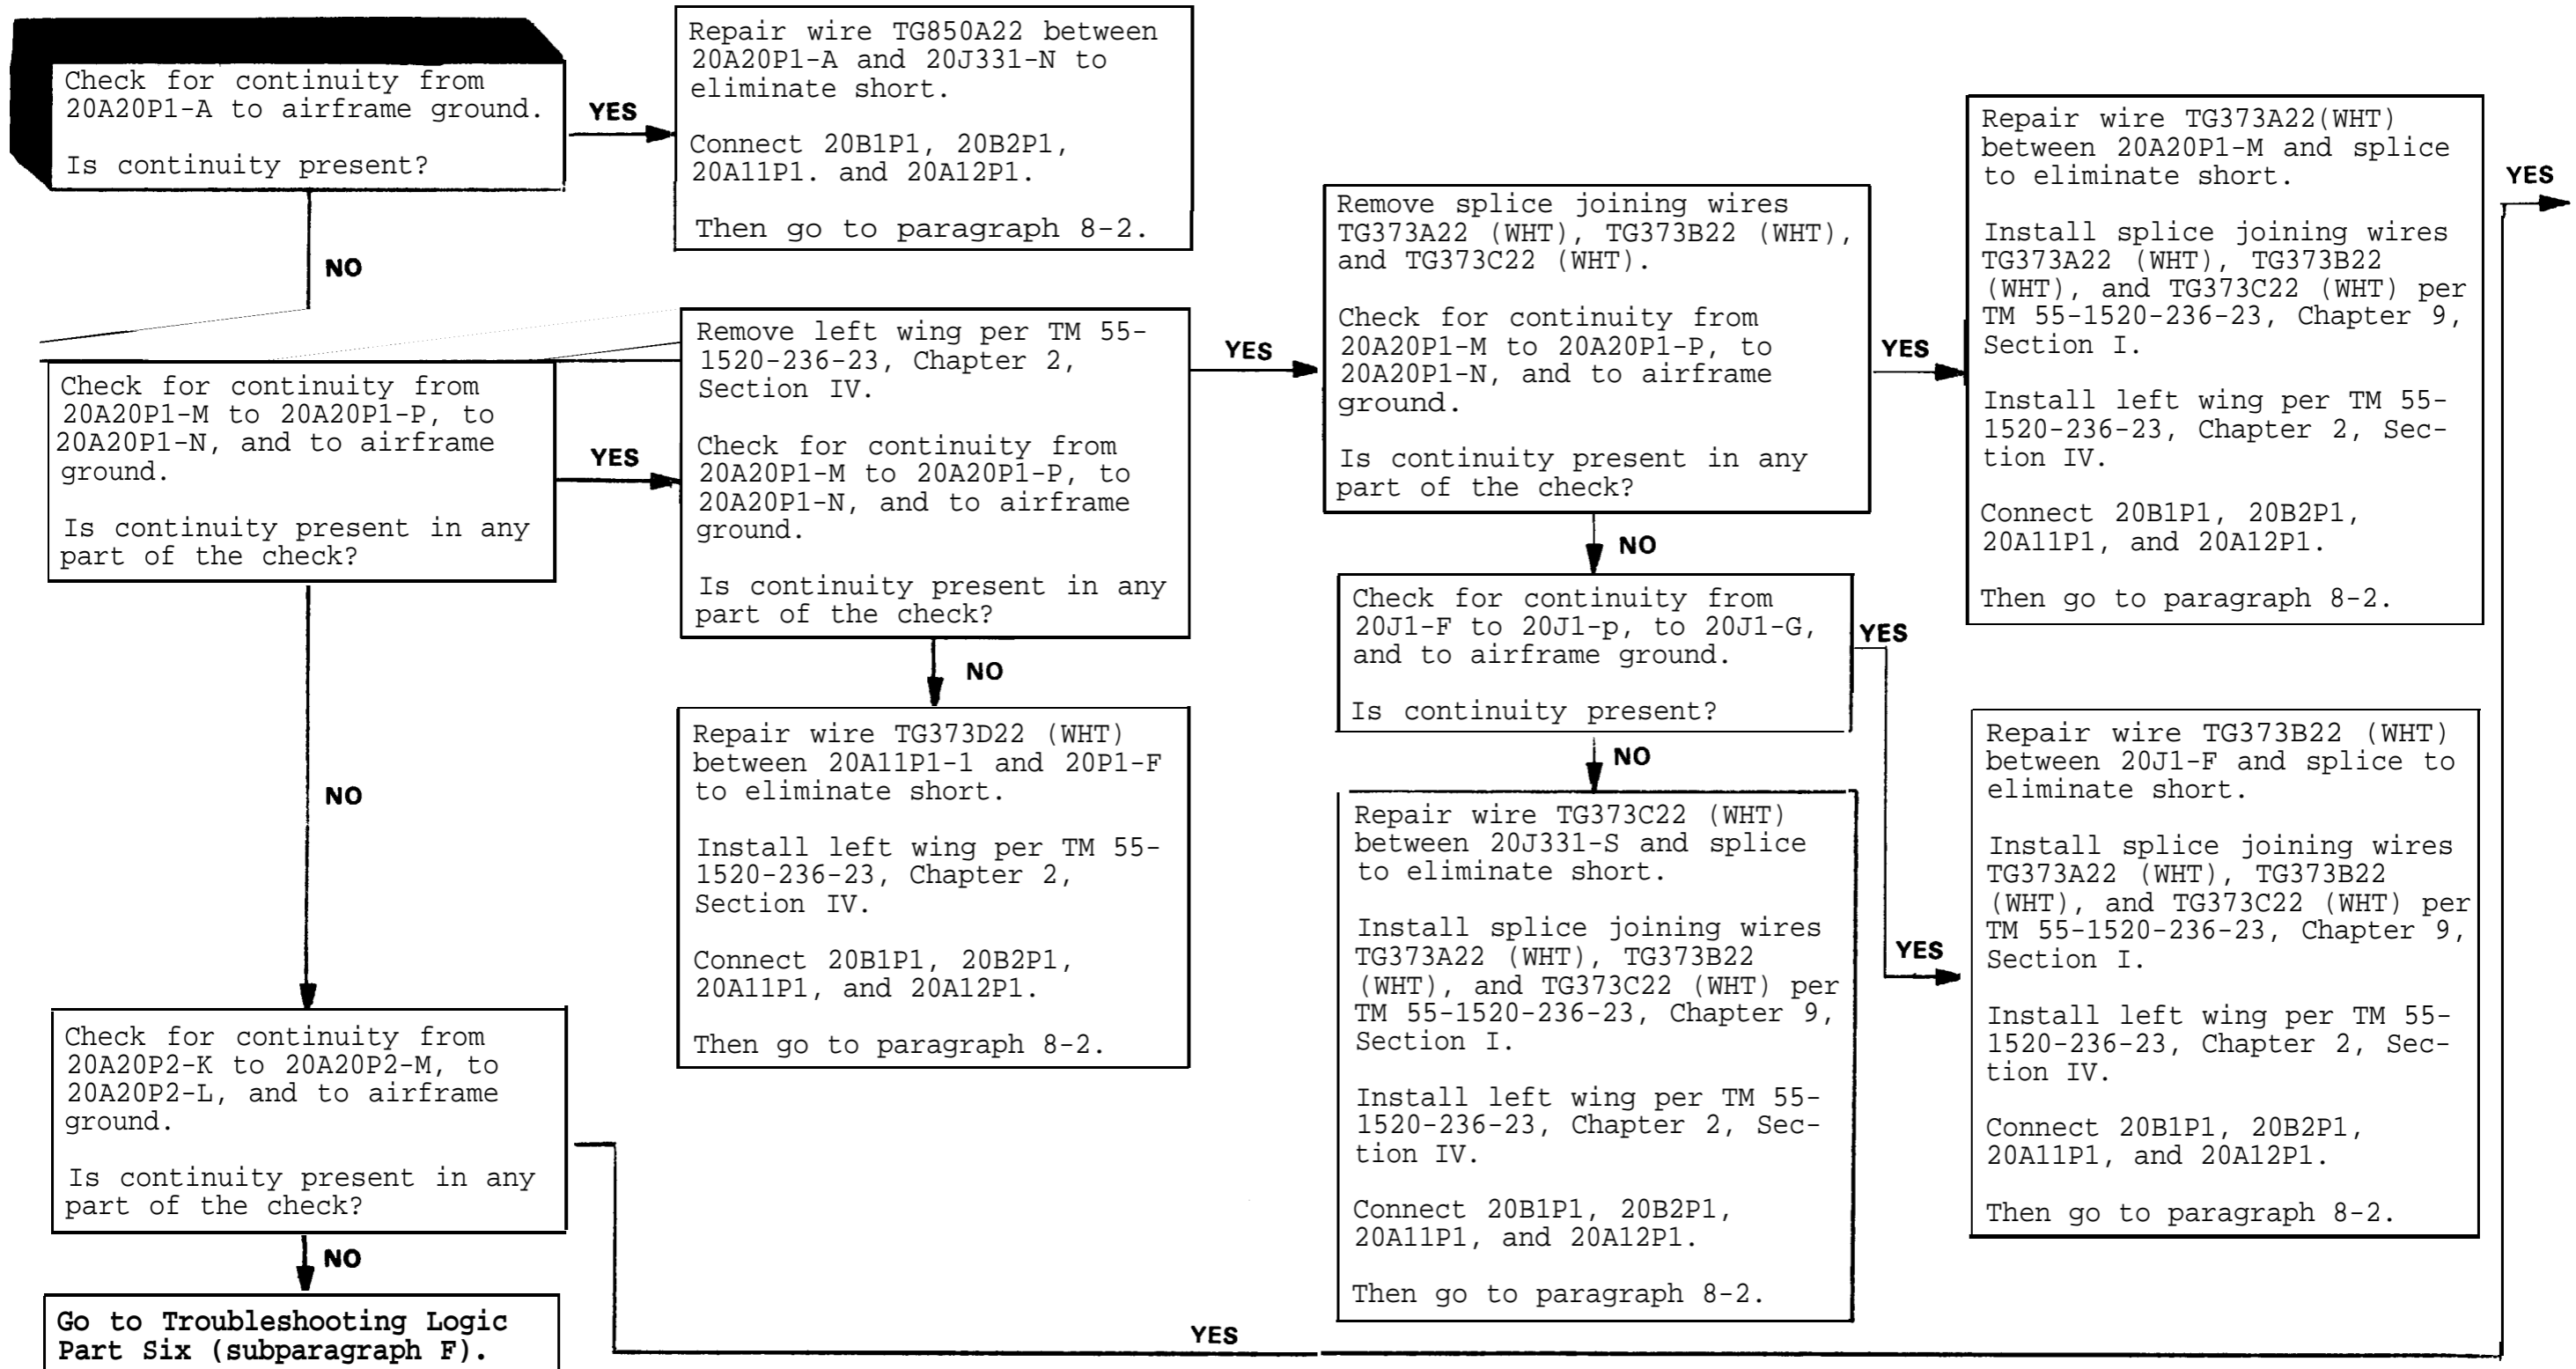 Check for continuity from
20A20P1-A to airframe ground.
Is continuity present?
YES
Repair wire TG850A22 between
20A20P1-A and 20J331-N to
eliminate short.
Connect 20B1P1, 20B2P1,
20A11P1. and 20A12P1.
Then go to paragraph 8-2.
NO
Check for continuity from
20A20P1-M to 20A20P1-P, to
20A20P1-N, and to airframe
ground.
Is continuity present in any
part of the check?
YES
Remove left wing per TM 55-
1520-236-23, Chapter 2,
Section IV.
Check for continuity from
20A20P1-M to 20A20P1-P, to
20A20P1-N, and to airframe
ground.
Is continuity present in any
part of the check?
YES
Remove splice joining wires
TG373A22 (WHT), TG373B22 (WHT),
and TG373C22 (WHT).
Check for continuity from
20A20P1-M to 20A20P1-P, to
20A20P1-N, and to airframe
ground.
Is continuity present in any
part of the check?
YES
Repair wire TG373A22(WHT)
between 20A20P1-M and splice
to eliminate short.
Install splice joining wires
TG373A22 (WHT), TG373B22
(WHT), and TG373C22 (WHT) per
TM 55-1520-236-23, Chapter 9,
Section I.
Install left wing per TM 55-
1520-236-23, Chapter 2, Sec-
tion IV.
Connect 20B1P1, 20B2P1,
20A11P1, and 20A12P1.
Then go to paragraph 8-2.
YES
NO
Repair wire TG373D22 (WHT)
between 20A11P1-1 and 20P1-F
to eliminate short.
Install left wing per TM 55-
1520-236-23, Chapter 2,
Section IV.
Connect 20B1P1, 20B2P1,
20A11P1, and 20A12P1.
Then go to paragraph 8-2.
NO
Check for continuity from
20J1-F to 20J1-p, to 20J1-G,
and to airframe ground.
Is continuity present?
YES
NO
Repair wire TG373C22 (WHT)
between 20J331-S and splice
to eliminate short.
Install splice joining wires
TG373A22 (WHT), TG373B22
(WHT), and TG373C22 (WHT) per
TM 55-1520-236-23, Chapter 9,
Section I.
Install left wing per TM 55-
1520-236-23, Chapter 2, Sec-
tion IV.
Connect 20B1P1, 20B2P1,
20A11P1, and 20A12P1.
Then go to paragraph 8-2.
YES
Repair wire TG373B22 (WHT)
between 20J1-F and splice to
eliminate short.
Install splice joining wires
TG373A22 (WHT), TG373B22
(WHT), and TG373C22 (WHT) per
TM 55-1520-236-23, Chapter 9,
Section I.
Install left wing per TM 55-
1520-236-23, Chapter 2, Sec-
tion IV.
Connect 20B1P1, 20B2P1,
20A11P1, and 20A12P1.
Then go to paragraph 8-2.
NO
Check for continuity from
20A20P2-K to 20A20P2-M, to
20A20P2-L, and to airframe
ground.
Is continuity present in any
part of the check?
YES
NO
Go to Troubleshooting Logic
Part Six (subparagraph F).